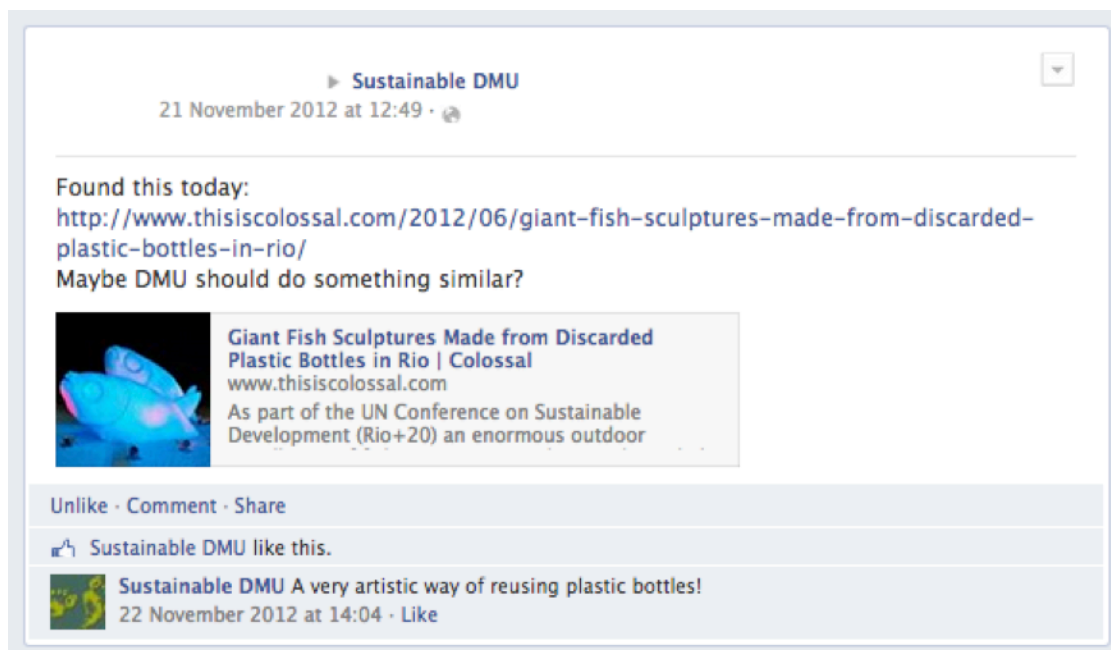 ▶ Sustainable DMU
21 November 2012 at 12:49 ·
Found this today:
http://www.thisiscolossal.com/2012/06/giant-fish-sculptures-made-from-discarded-
plastic-bottles-in-rio/
Maybe DMU should do something similar?
Giant Fish Sculptures Made from Discarded
Plastic Bottles in Rio | Colossal
www.thisiscolossal.com
As part of the UN Conference on Sustainable
Development (Rio+20) an enormous outdoor
Unlike · Comment · Share
Sustainable DMU like this.
Sustainable DMU A very artistic way of reusing plastic bottles!
22 November 2012 at 14:04 · Like